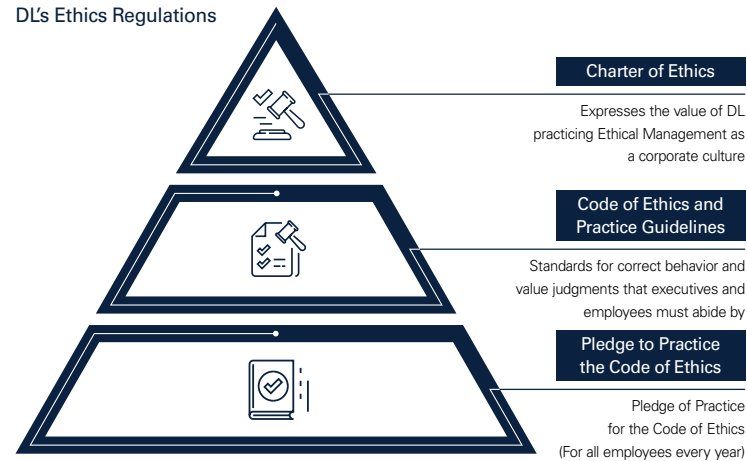 DL's Ethics Regulations
Charter of Ethics
Expresses the value of DL
practicing Ethical Management as
a corporate culture
Code of Ethics and
Practice Guidelines
Standards for correct behavior and
value judgments that executives and
employees must abide by
Pledge to Practice
the Code of Ethics
Pledge of Practice
for the Code of Ethics
(For all employees every year)